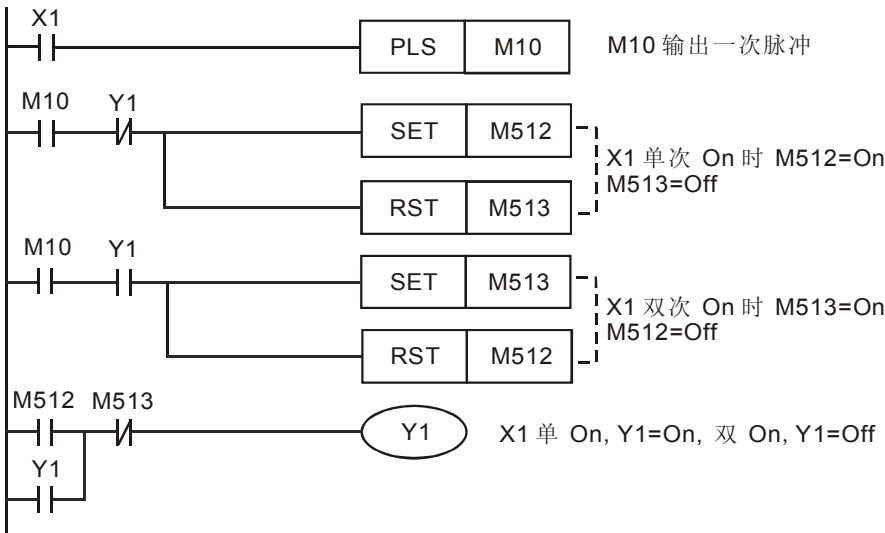 X1
PLS M10 M10 输出一次脉冲
M10 Y1
SET M512
X1 单次 On 时 M512=On
M513=Off
RST M513
M10 Y1
SET M513
X1 双次 On 时 M513=On
M512=Off
RST M512
M512 M513
Y1 X1 单 On, Y1=On, 双 On, Y1=Off
Y1